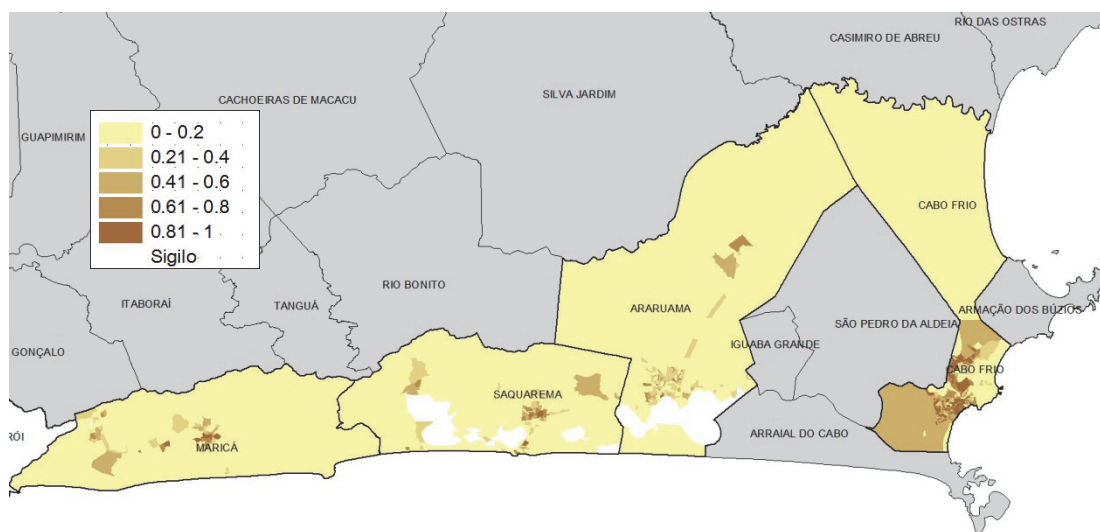 RIO DAS OSTRAS
CASIMIRO DE ABREU
SILVA JARDIM
CACHOEIRAS DE MACACU
GUAPIMIRIM
0 - 0.2
0.21 - 0.4
0.41 - 0.6
0.61 - 0.8
0.81 - 1
Sigilo
CABO FRIO
RIO BONITO
ITABORAÍ
TANGUÁ
ARARUAMA
ARMAÇÃO DOS BÚZIOS
SÃO PEDRO DA ALDEIA
IGUABA GRANDE
GONÇALO
CABO FRIO
SAQUAREMA
ARRAIAL DO CABO
RÓI
MARICÁ